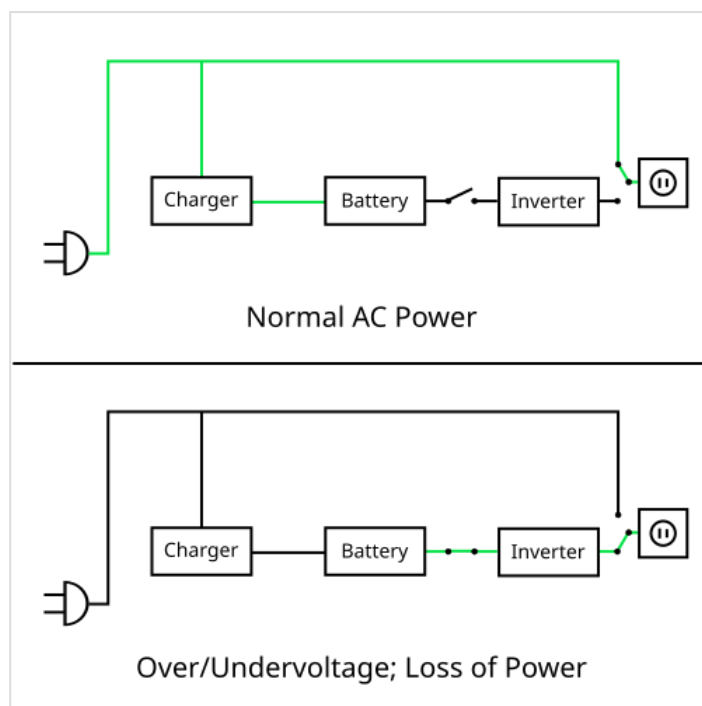 Charger
Battery
Inverter
Normal AC Power
Charger
Battery
Inverter
Over/Undervoltage; Loss of Power